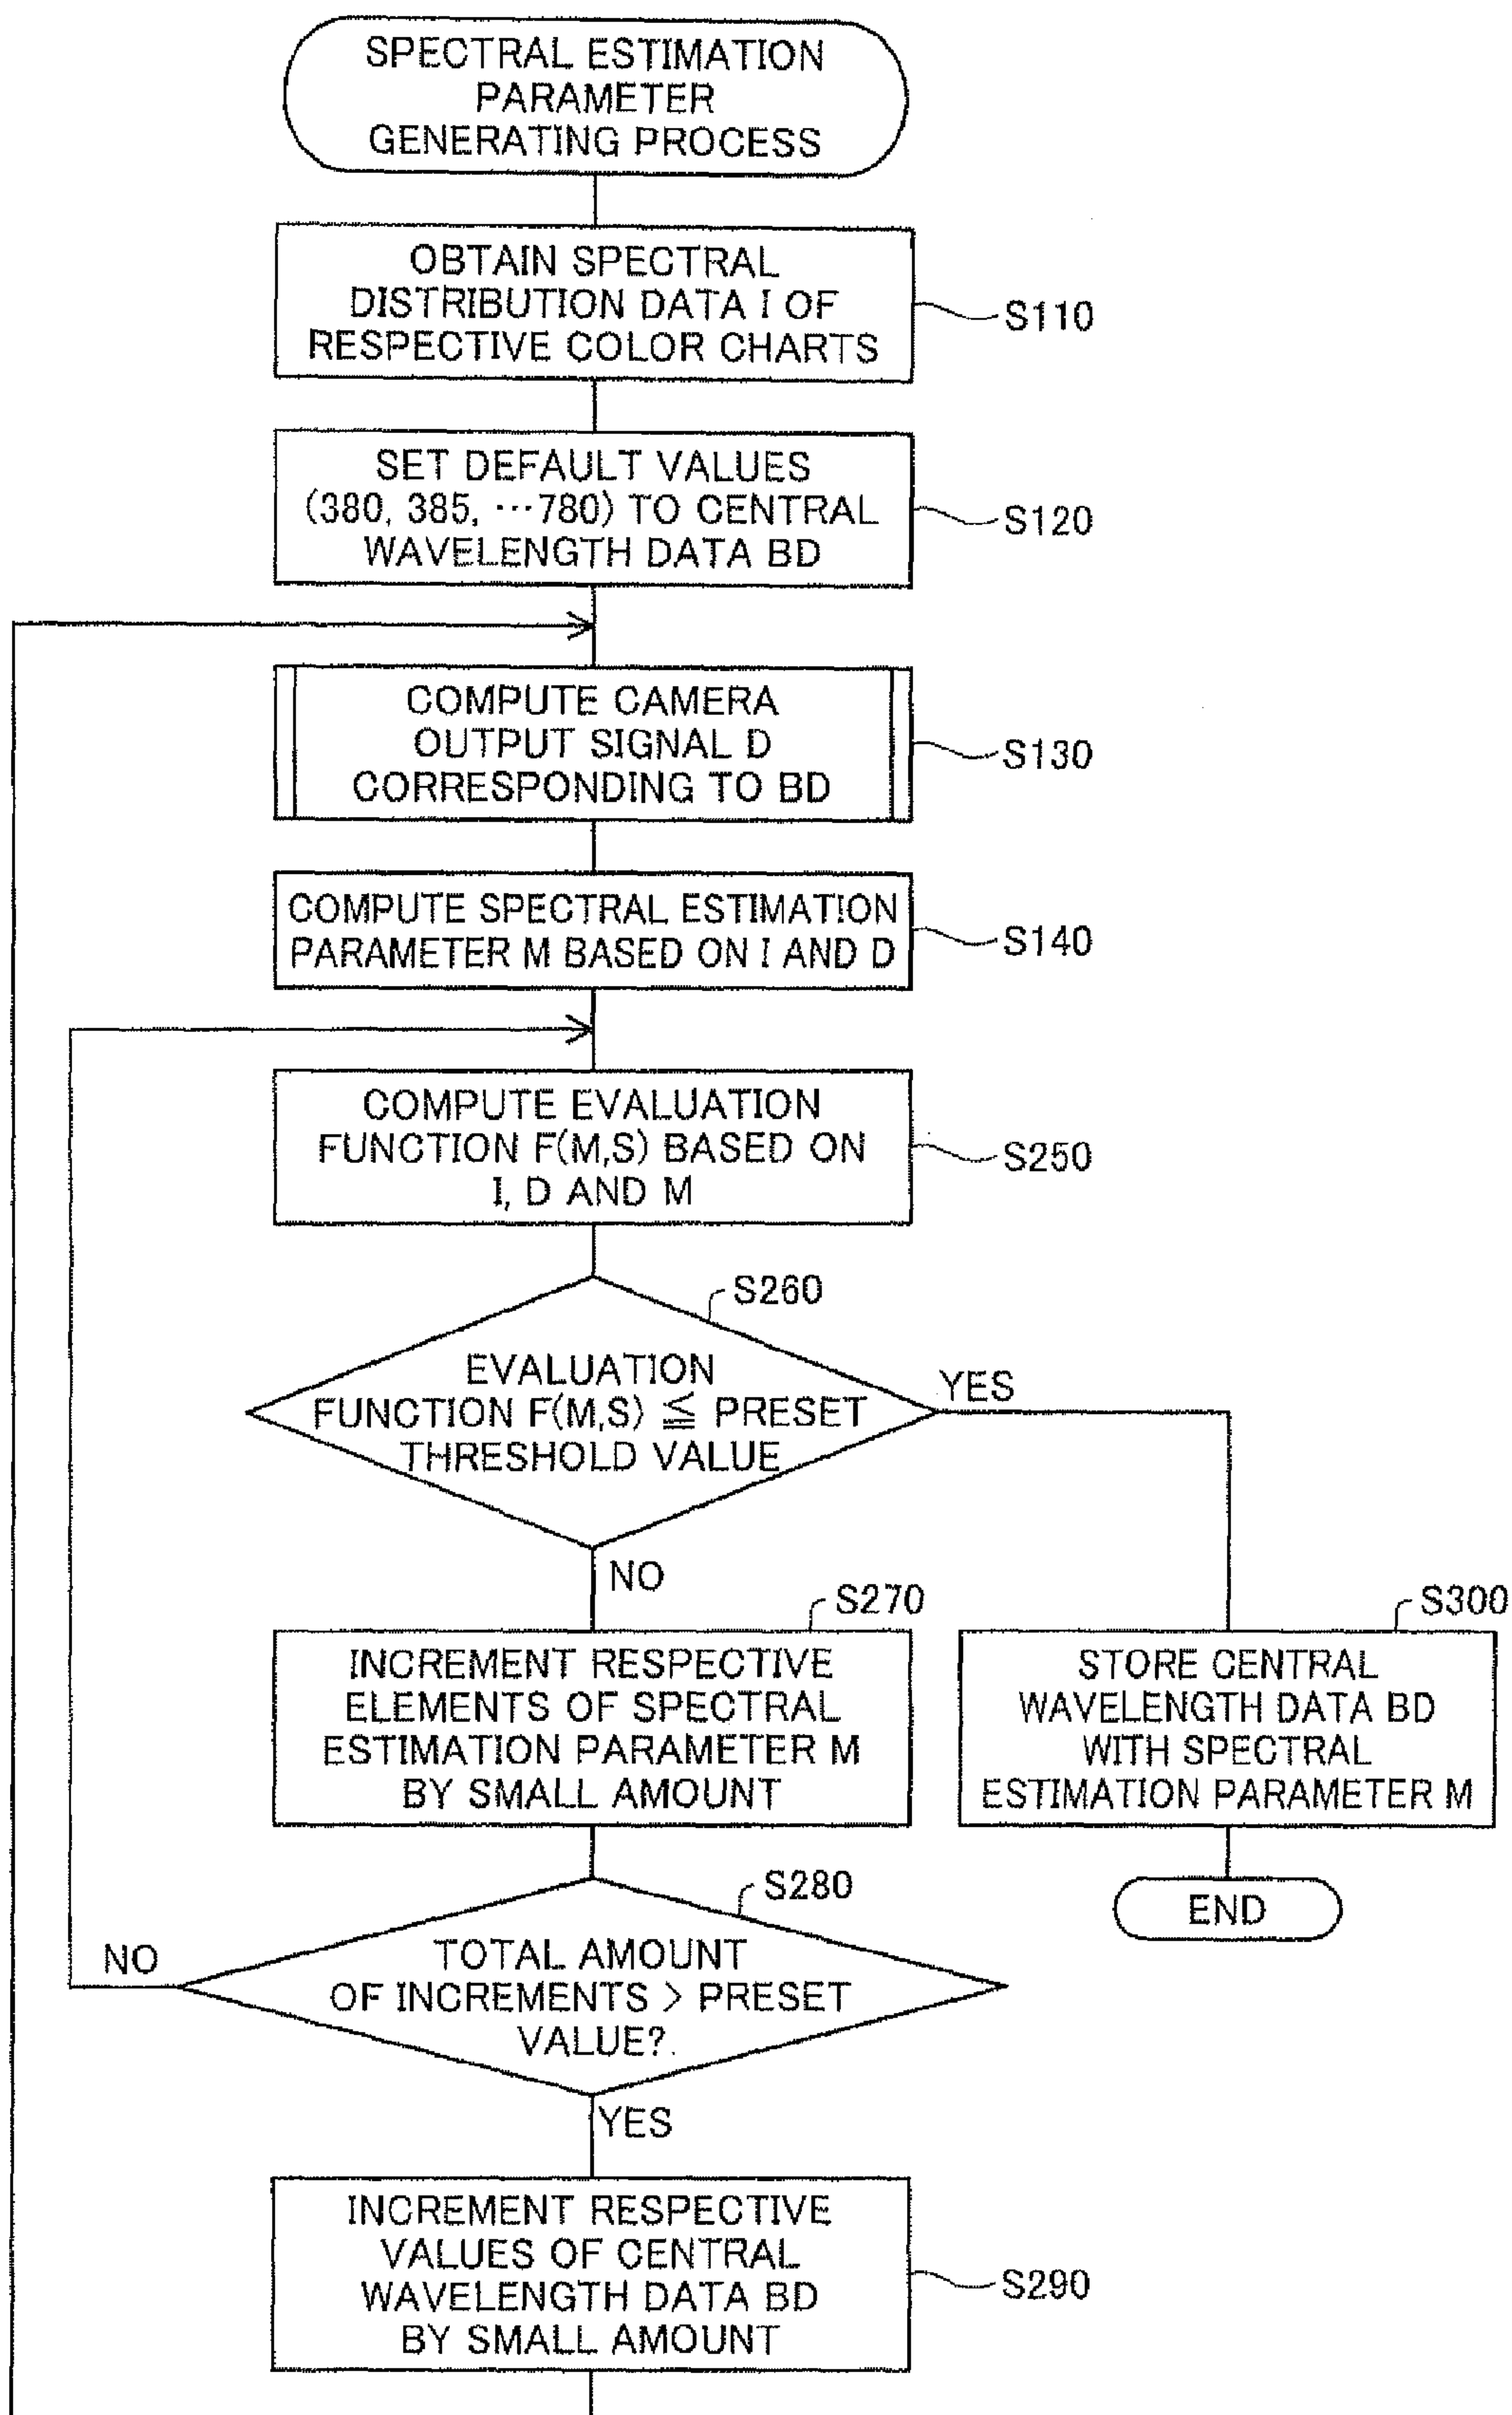 SPECTRAL ESTIMATION
PARAMETER
GENERATING PROCESS
OBTAIN SPECTRAL
DISTRIBUTION DATA I OF
RESPECTIVE COLOR CHARTS
S110
SET DEFAULT VALUES
(380, 385, ···780) TO CENTRAL
WAVELENGTH DATA BD
S120
COMPUTE CAMERA
OUTPUT SIGNAL D
CORRESPONDING TO BD
S130
COMPUTE SPECTRAL ESTIMATION
PARAMETER M BASED ON I AND D
S140
COMPUTE EVALUATION
FUNCTION F(M,S) BASED ON
I, D AND M
S250
S260
EVALUATION
FUNCTION F(M,S) ≦ PRESET
THRESHOLD VALUE
YES
NO
S270
INCREMENT RESPECTIVE
ELEMENTS OF SPECTRAL
ESTIMATION PARAMETER M
BY SMALL AMOUNT
S300
STORE CENTRAL
WAVELENGTH DATA BD
WITH SPECTRAL
ESTIMATION PARAMETER M
END
S280
NO
TOTAL AMOUNT
OF INCREMENTS > PRESET
VALUE?
YES
INCREMENT RESPECTIVE
VALUES OF CENTRAL
WAVELENGTH DATA BD
BY SMALL AMOUNT
S290